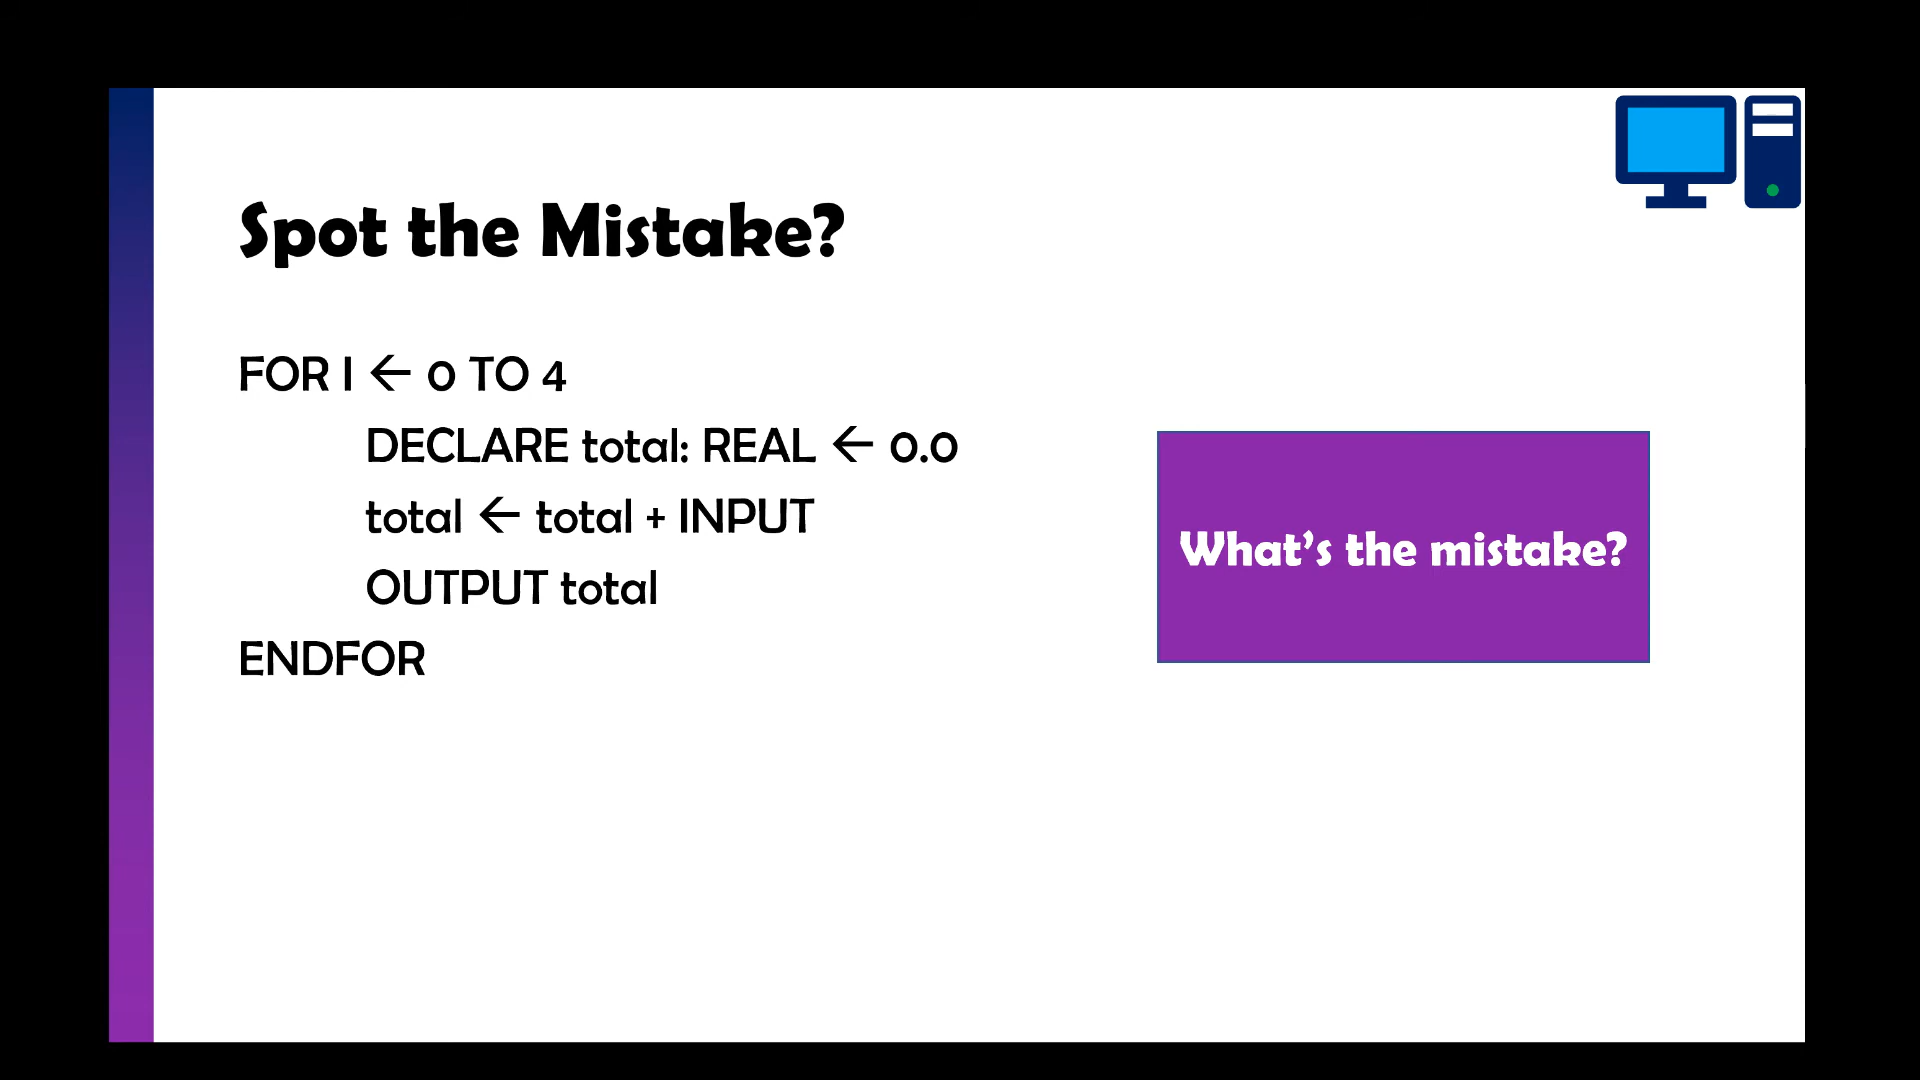 Spot the Mistake?
FOR I ← 0 TO 4
DECLARE total: REAL ← 0.0
total ← total + INPUT
OUTPUT total
ENDFOR
What’s the mistake?